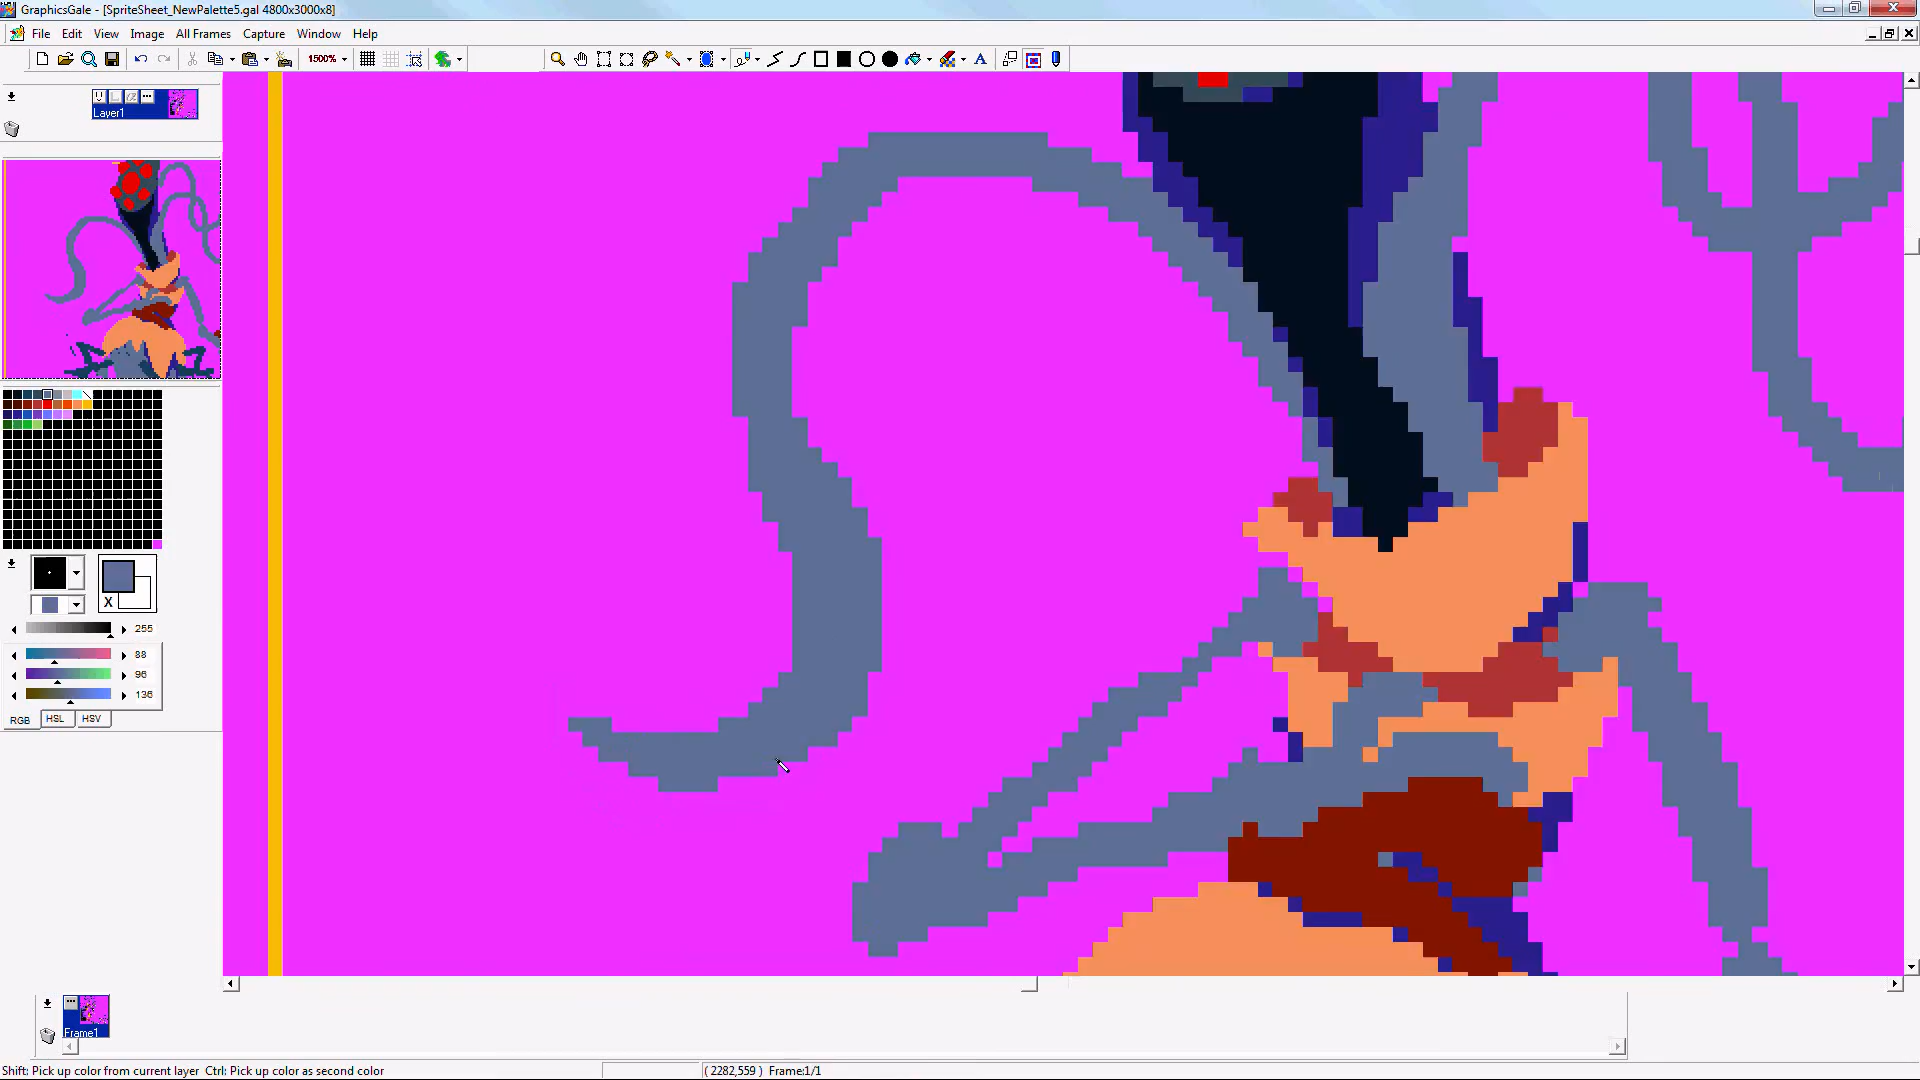 GraphicsGale - [SpriteSheet_NewPalette5.gal 4800x3000x8]
File Edit View Image All Frames Capture Window Help
1500%
A
Layer1
X
255
88
96
136
RGB HSL HSV
Frame1
Shift: Pick up color from current layer Ctrl: Pick up color as second color
( 2282,559 ) Frame:1/1